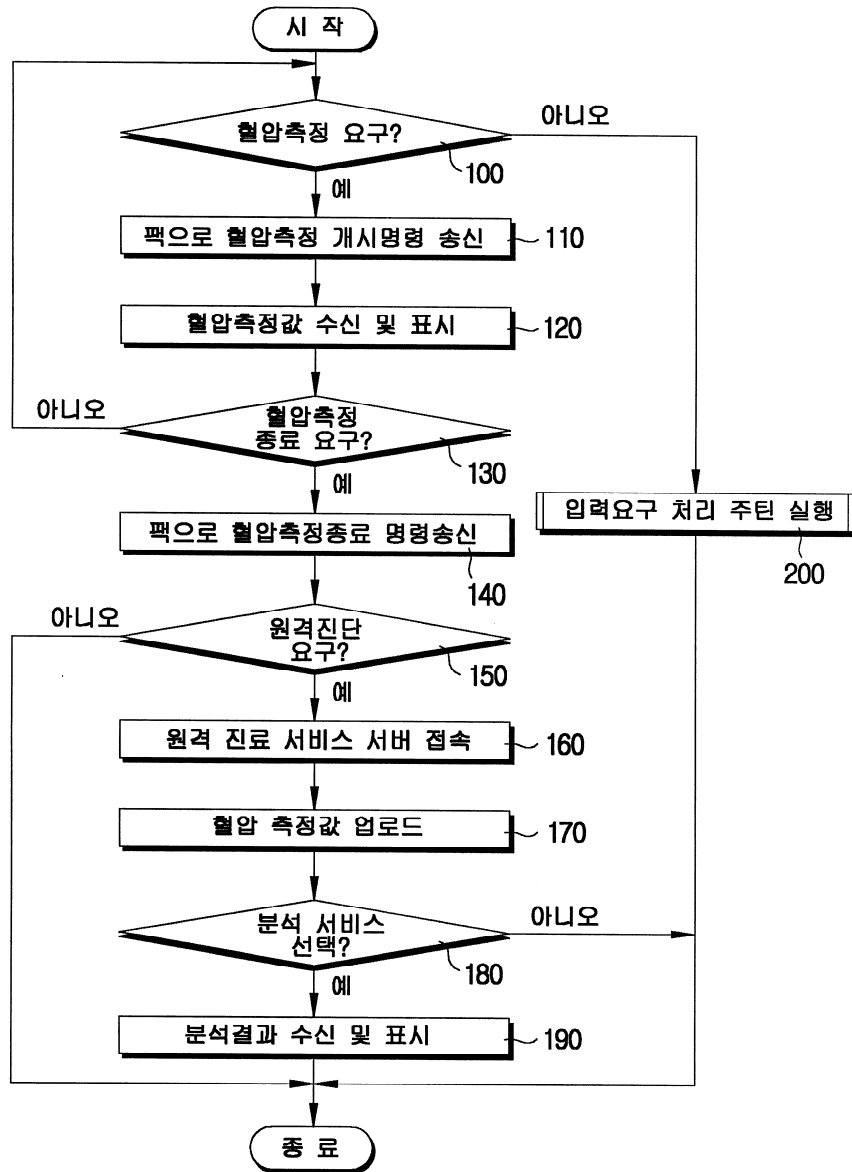 시 작
혈압측정 요구?
아니오
100
예
팩으로 혈압측정 개시명령 송신
110
혈압측정값 수신 및 표시
120
아니오
혈압측정
종료 요구?
130
예
입력요구 처리 주틴 실행
200
팩으로 혈압측정종료 명령송신
140
아니오
원격진단
요구?
150
예
원격 진료 서비스 서버 접속
160
혈압 측정값 업로드
170
분석 서비스
선택?
아니오
180
예
분석결과 수신 및 표시
190
종 료